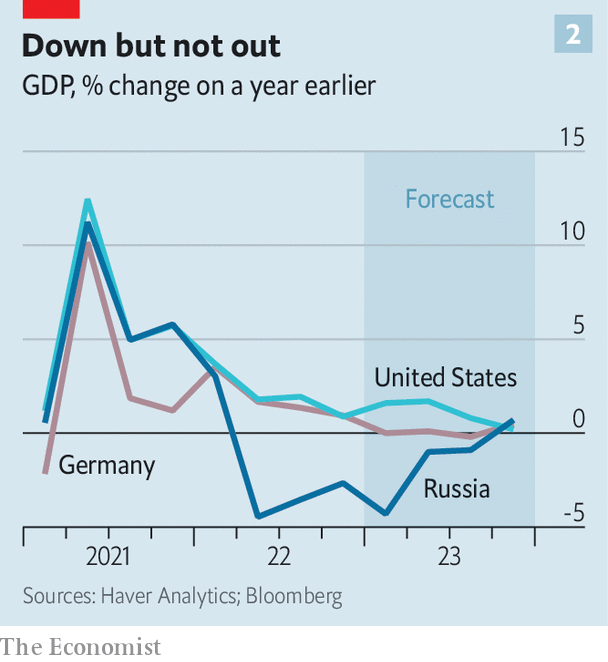 Down but not out
2
GDP, % change on a year earlier
15
Forecast
10
5
United States
0
Germany
Russia
-5
2021
22
23
Sources: Haver Analytics; Bloomberg
The Economist